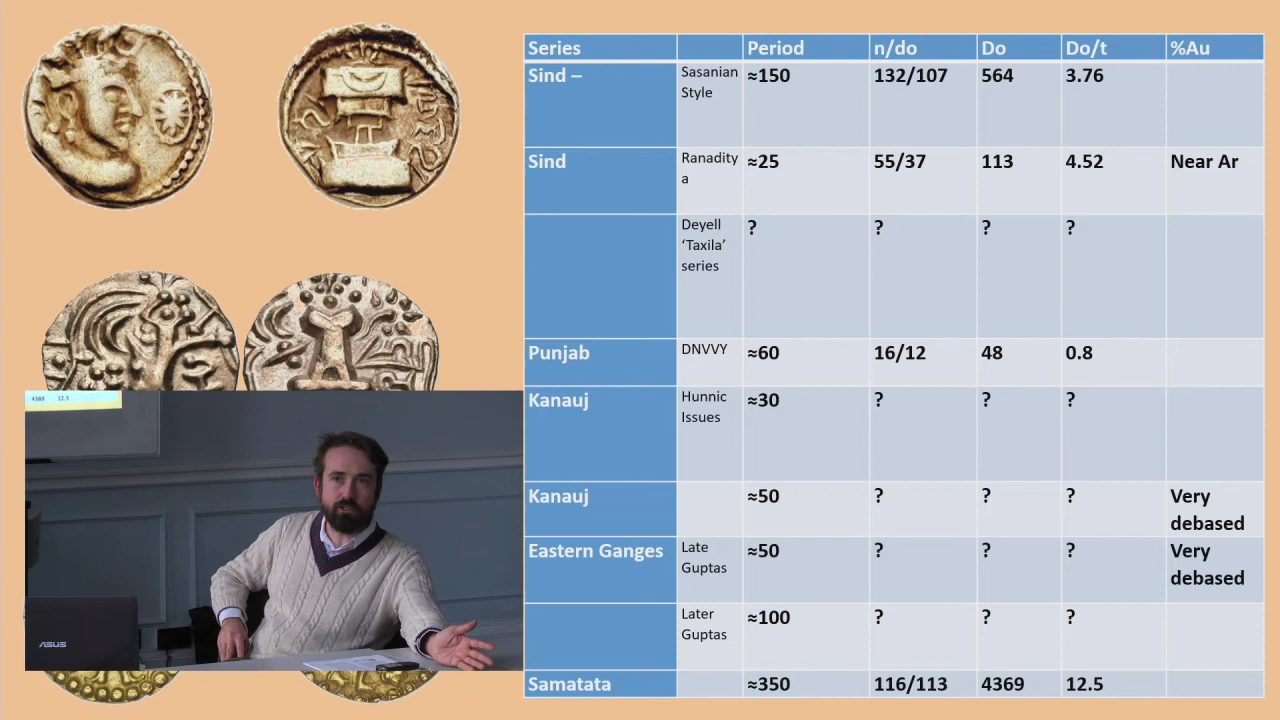 Series Period n/do Do Do/t %Au
Sind – Sasanian Style ≈150 132/107 564 3.76
Sind Ranaditya ≈25 55/37 113 4.52 Near Ar
Deyell ‘Taxila’ series ? ? ? ?
Punjab DNVVY ≈60 16/12 48 0.8
Kanauj Hunnic Issues ≈30 ? ? ?
Kanauj ≈50 ? ? ? Very debased
Eastern Ganges Late Guptas ≈50 ? ? ? Very debased
Later Guptas ≈100 ? ? ?
Samatata ≈350 116/113 4369 12.5
4369 12.5
ASUS